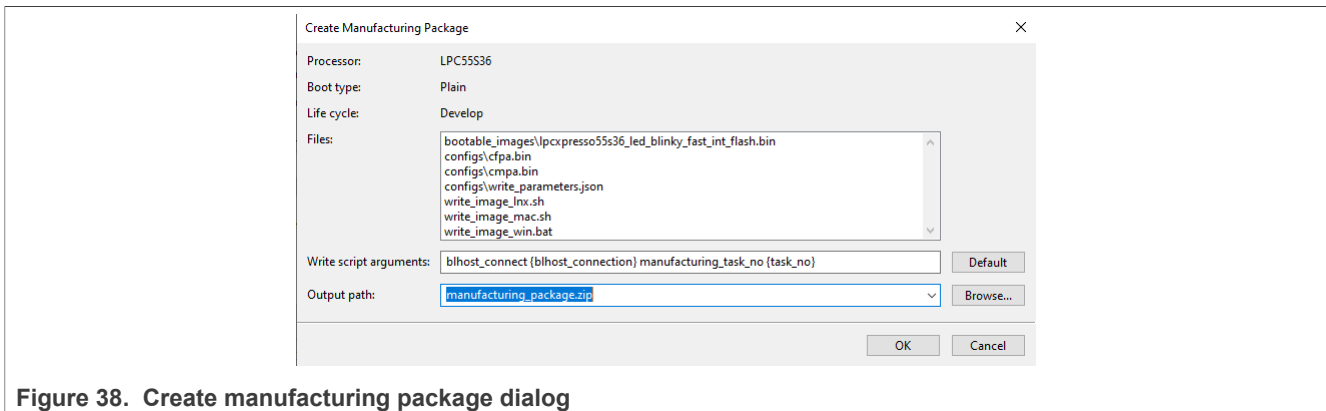 Create Manufacturing Package
Processor: LPC55S36
Boot type: Plain
Life cycle: Develop
Files: bootable_images\lpcxpresso55s36_led_blinky_fast_int_flash.bin
configs\cfpa.bin
configs\cmpa.bin
configs\write_parameters.json
write_image_lnx.sh
write_image_mac.sh
write_image_win.bat
Write script arguments: blhost_connect {blhost_connection} manufacturing_task_no {task_no} Default
Output path: manufacturing_package.zip Browse...
OK Cancel
Figure 38. Create manufacturing package dialog